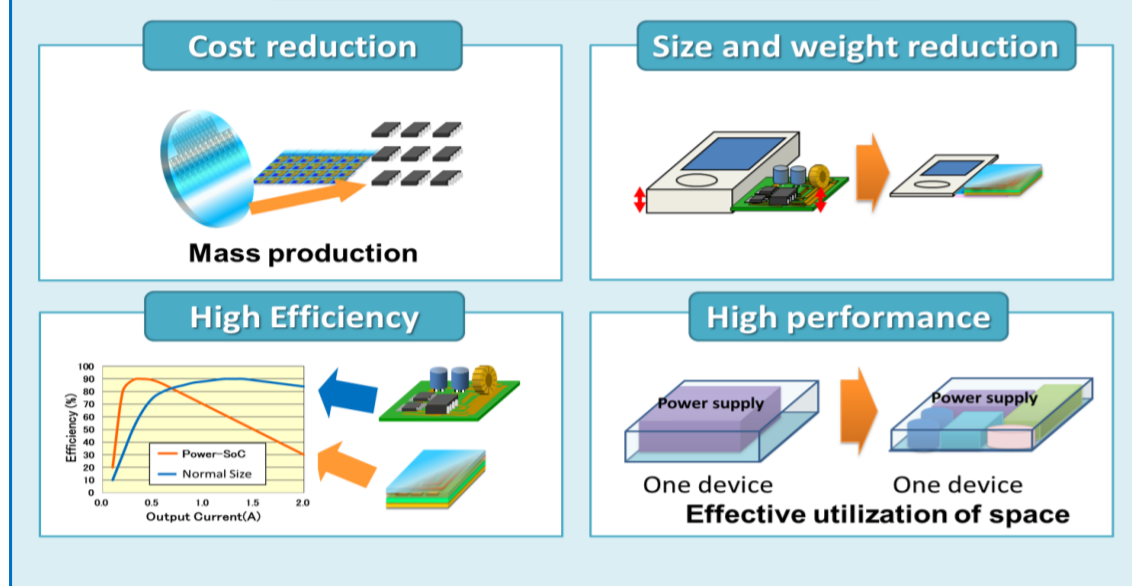 Cost reduction
Mass production
Size and weight reduction
High Efficiency
Efficiency (%)
100
90
80
70
60
50
40
30
20
10
0
Power-SoC
Normal Size
0.0 0.5 1.0 1.5 2.0
Output Current(A)
High performance
Power supply Power supply
One device One device
Effective utilization of space